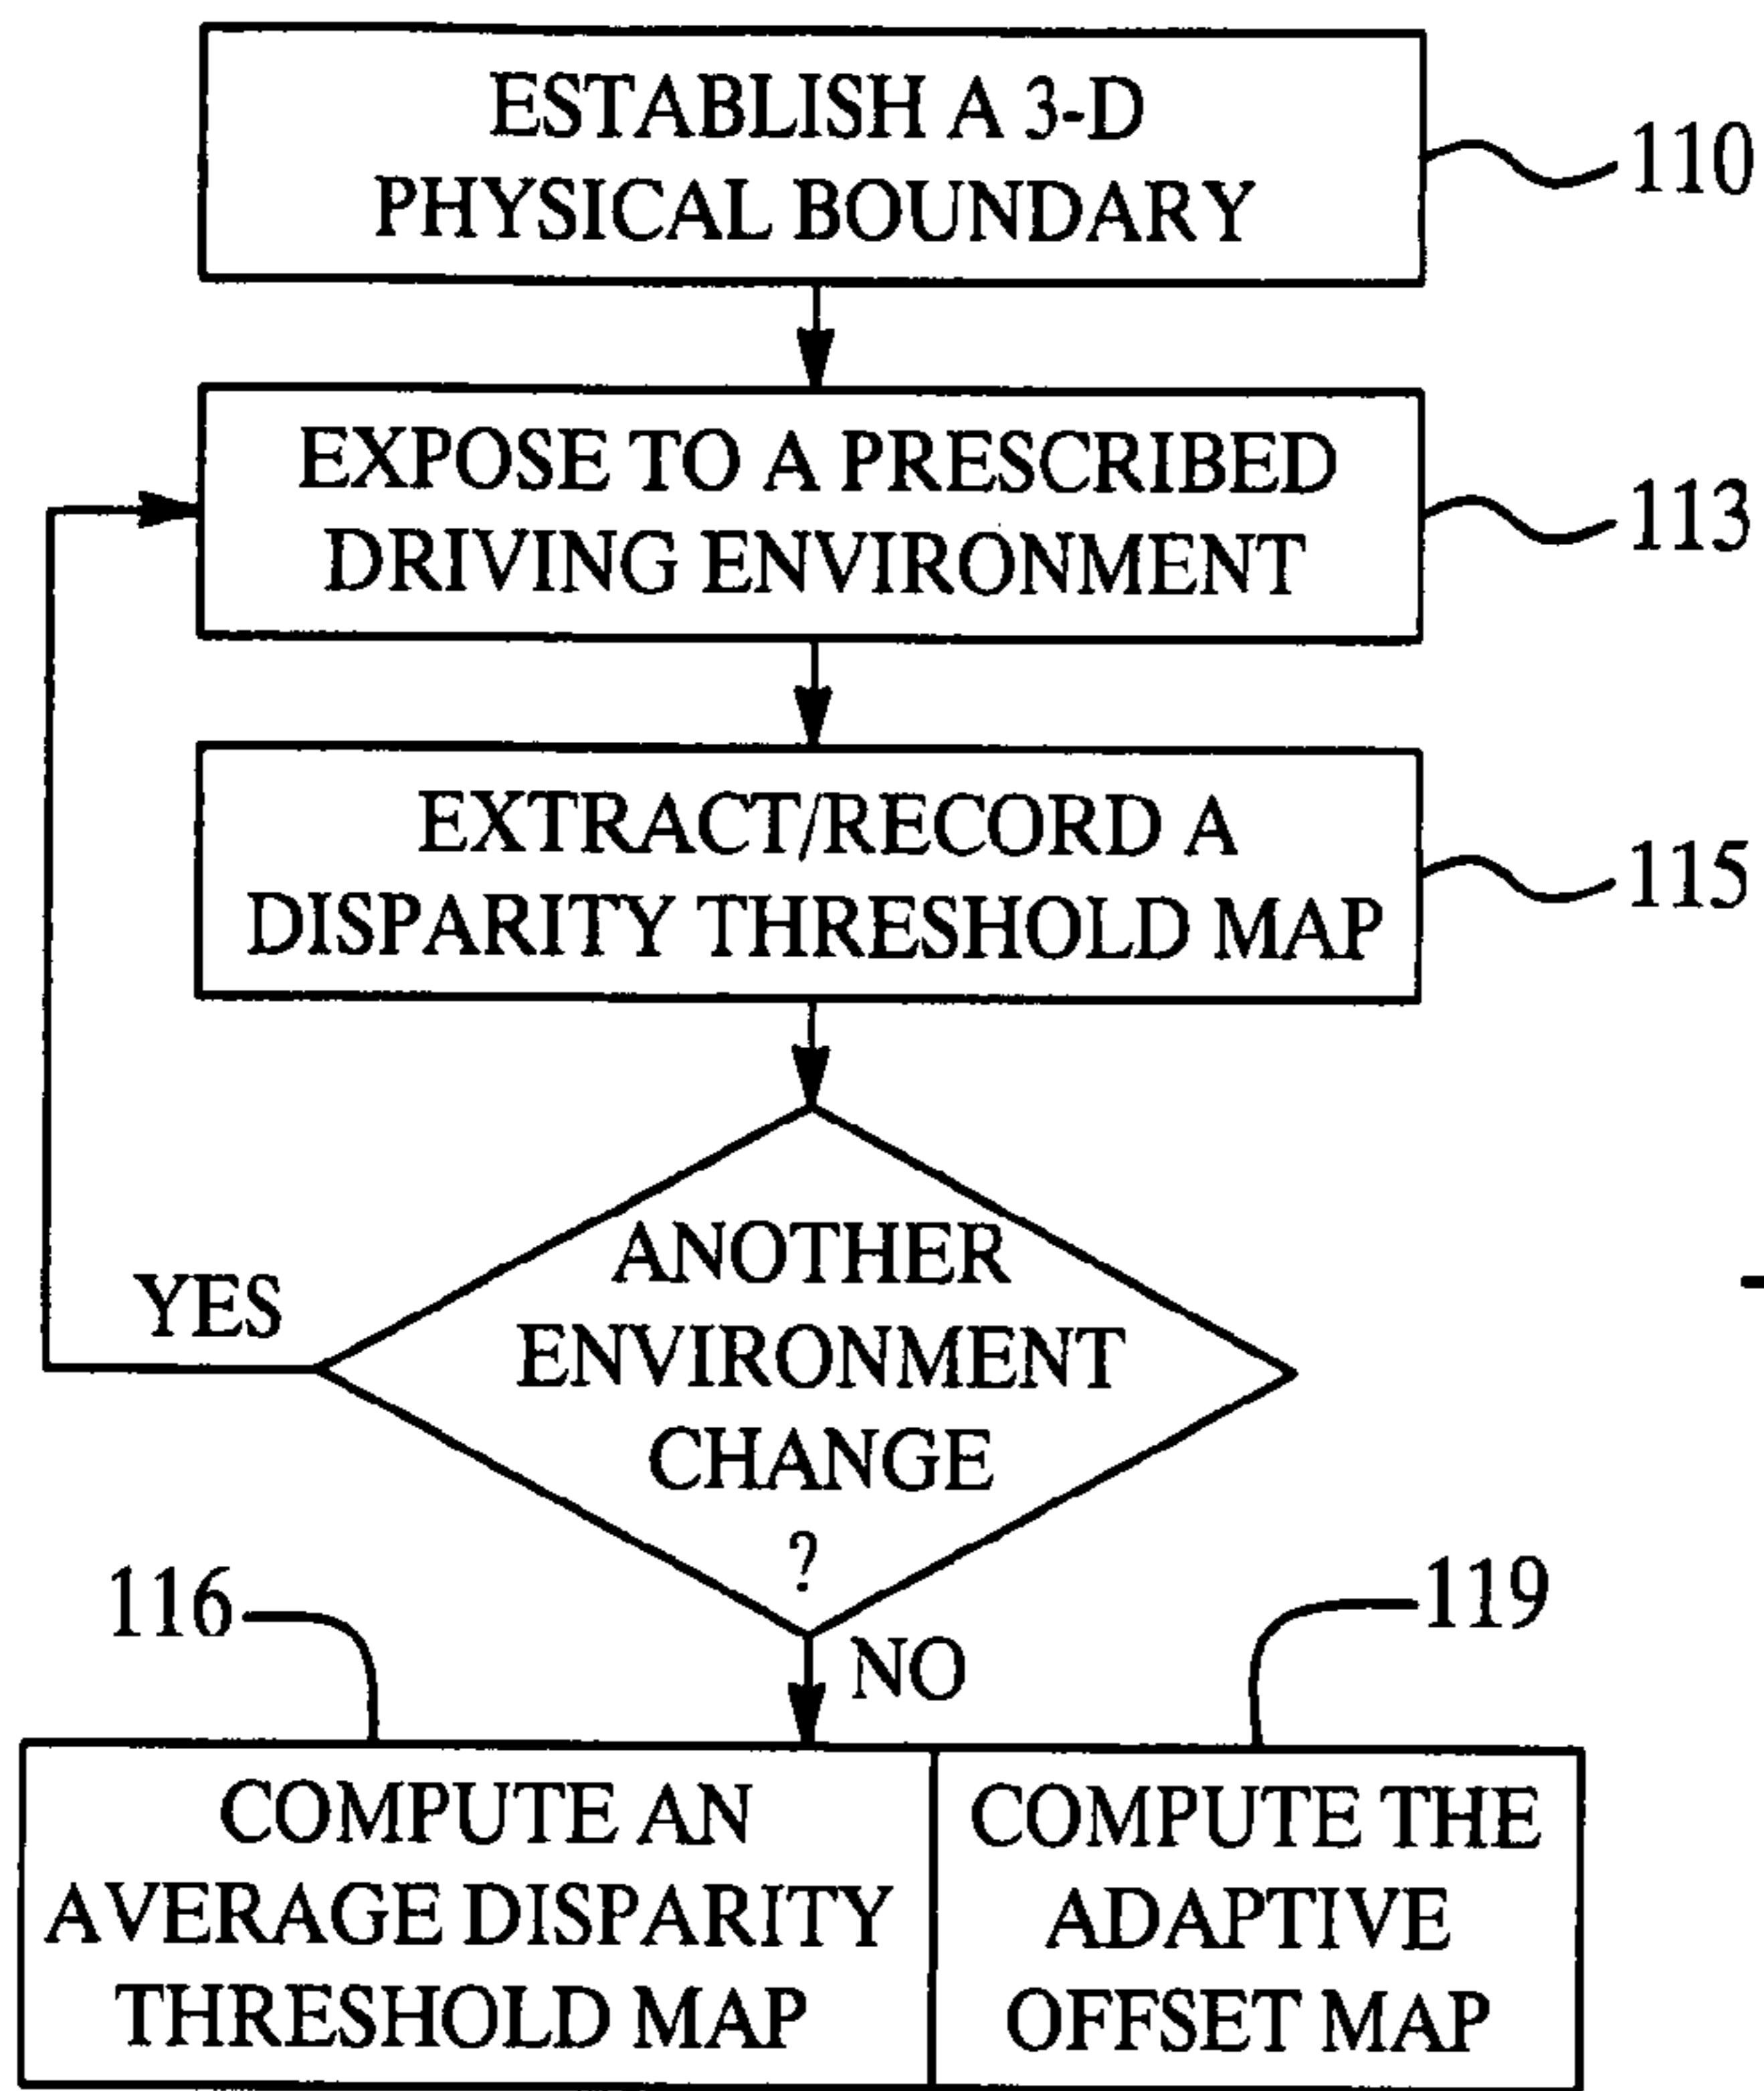 ESTABLISH A 3-D
PHYSICAL BOUNDARY
110
EXPOSE TO A PRESCRIBED
DRIVING ENVIRONMENT
113
EXTRACT/RECORD A
DISPARITY THRESHOLD MAP
115
ANOTHER
ENVIRONMENT
CHANGE
?
YES
NO
116
119
COMPUTE AN
AVERAGE DISPARITY
THRESHOLD MAP
COMPUTE THE
ADAPTIVE
OFFSET MAP